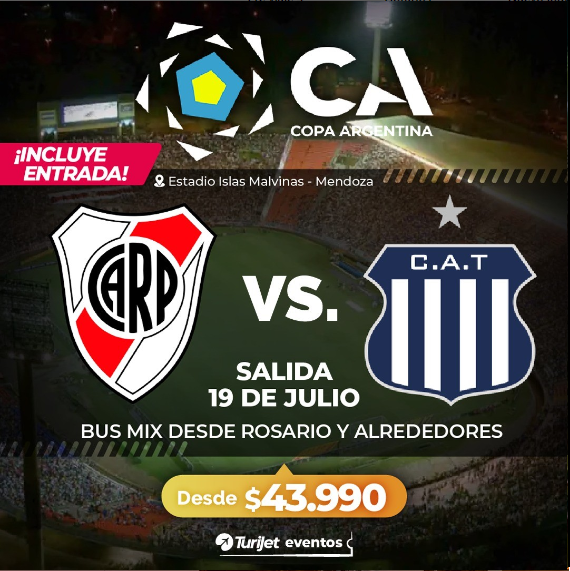 CA
COPA ARGENTINA
¡INCLUYE
ENTRADA!
Estadio Islas Malvinas - Mendoza
CARP
C.A.T
VS.
SALIDA
19 DE JULIO
BUS MIX DESDE ROSARIO Y ALREDEDORES
Desde $43.990
Turijet eventos